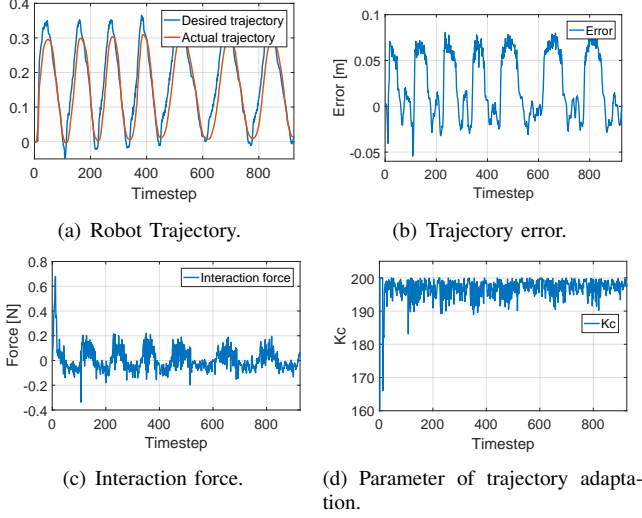 0.4
0.3
0.2
0.1
0
Desired trajectory
Actual trajectory
0 200 400 600 800
Timestep
(a) Robot Trajectory.
Error [m]
0.1
0.05
0
-0.05
Error
0 200 400 600 800
Timestep
(b) Trajectory error.
Force [N]
0.8
0.6
0.4
0.2
0
-0.2
-0.4
Interaction force
0 200 400 600 800
Timestep
(c) Interaction force.
Kc
200
190
180
170
160
Kc
0 200 400 600 800
Timestep
(d) Parameter of trajectory adapta-
tion.